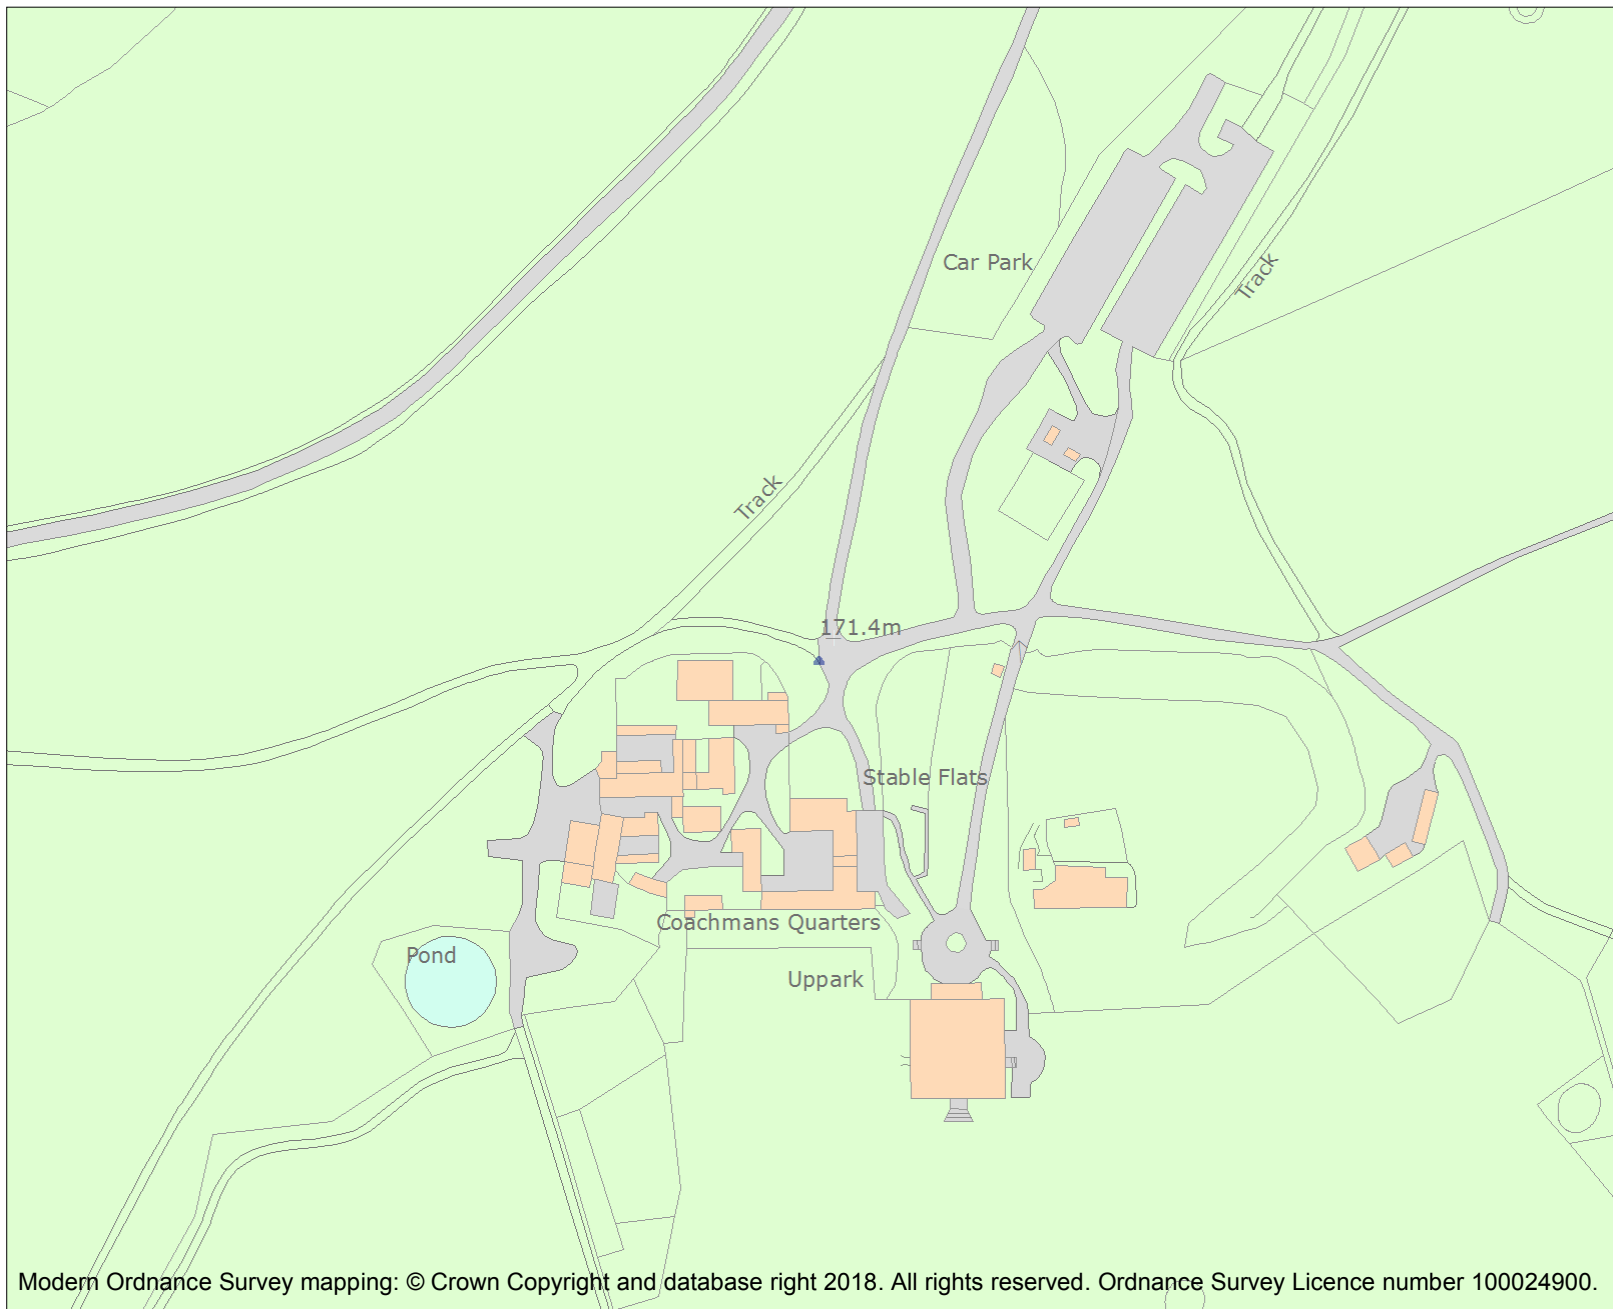 Car Park
Track
Track
171.4m
Stable Flats
Coachmans Quarters
Pond
Uppark
Modern Ordnance Survey mapping: © Crown Copyright and database right 2018. All rights reserved. Ordnance Survey Licence number 100024900.